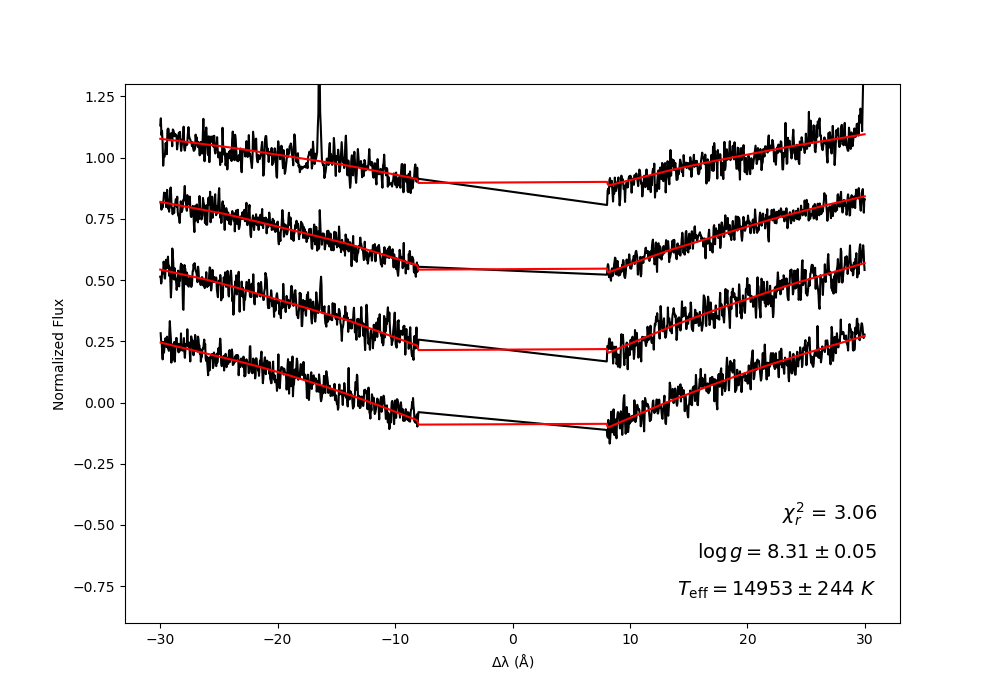 1.25
1.00
0.75
0.50
0.25
0.00
−0.25
−0.50
−0.75
Normalized Flux
χ²ᵣ = 3.06
log g = 8.31 ± 0.05
T_eff = 14953 ± 244 K
−30 −20 −10 0 10 20 30
Δλ (Å)